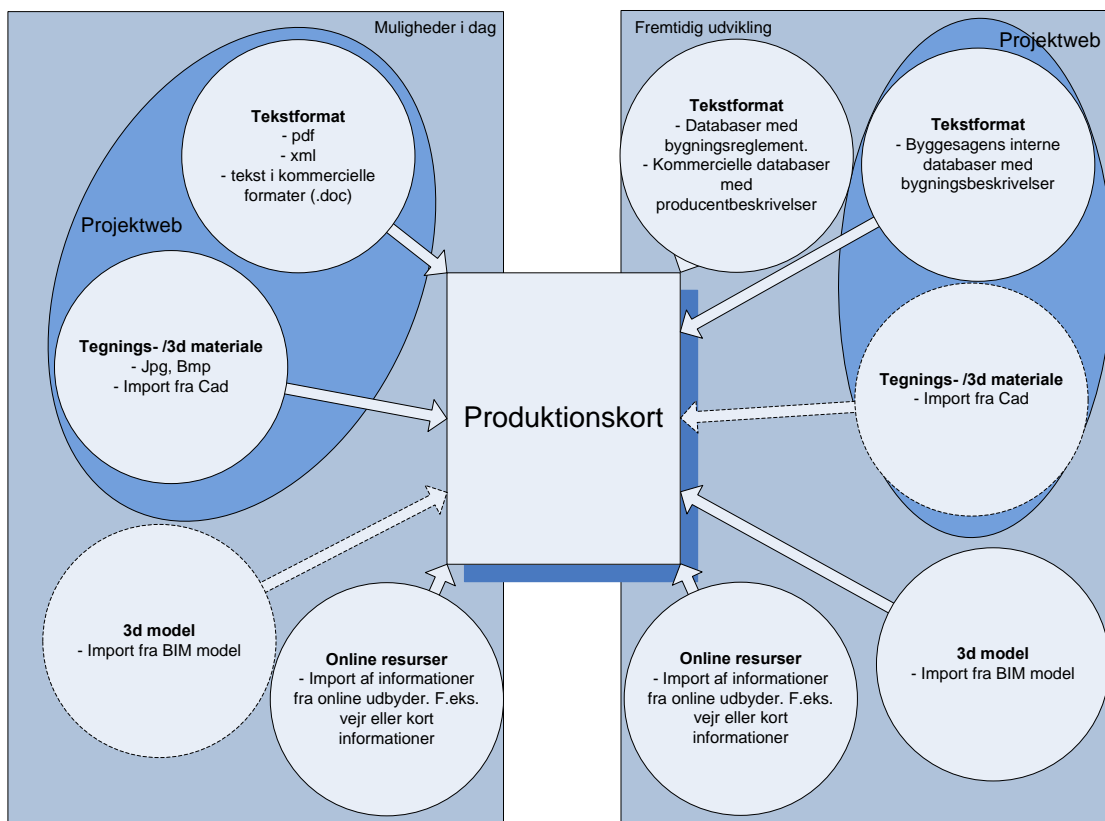 Muligheder i dag
Tekstformat
- pdf
- xml
- tekst i kommercielle
formater (.doc)
Projektweb
Tegnings- /3d materiale
- Jpg, Bmp
- Import fra Cad
3d model
- Import fra BIM model
Online resurser
- Import af informationer
fra online udbyder. F.eks.
vejr eller kort
informationer
Produktionskort
Fremtidig udvikling
Projektweb
Tekstformat
- Databaser med
bygningsreglement.
- Kommercielle databaser
med
producentbeskrivelser
Tekstformat
- Byggesagens interne
databaser med
bygningsbeskrivelser
Tegnings- /3d materiale
- Import fra Cad
3d model
- Import fra BIM model
Online resurser
- Import af informationer
fra online udbyder. F.eks.
vejr eller kort
informationer